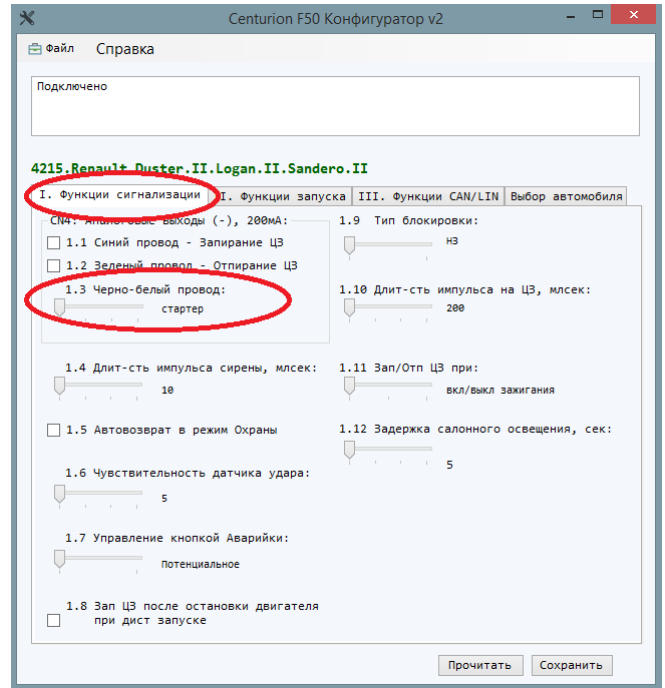 Centurion F50 Конфигуратор v2
Файл Справка
Подключено
4215.Renault Duster.II.Logan.II.Sandero.II
I. Функции сигнализации I. Функции запуска III. Функции CAN/LIN Выбор автомобиля
CN4: Аналоговые выходы (-), 200мА:
1.1 Синий провод - Запирание ЦЗ
1.2 Зеленый провод - Отпирание ЦЗ
1.3 Черно-белый провод:
стартер
1.4 Длит-сть импульса сирены, млсек:
10
1.5 Автовозврат в режим Охраны
1.6 Чувствительность датчика удара:
5
1.7 Управление кнопкой Аварийки:
Потенциальное
1.8 Зап ЦЗ после остановки двигателя
при дист запуске
1.9 Тип блокировки:
НЗ
1.10 Длит-сть импульса на ЦЗ, млсек:
200
1.11 Зап/Отп ЦЗ при:
вкл/выкл зажигания
1.12 Задержка салонного освещения, сек:
5
Прочитать Сохранить